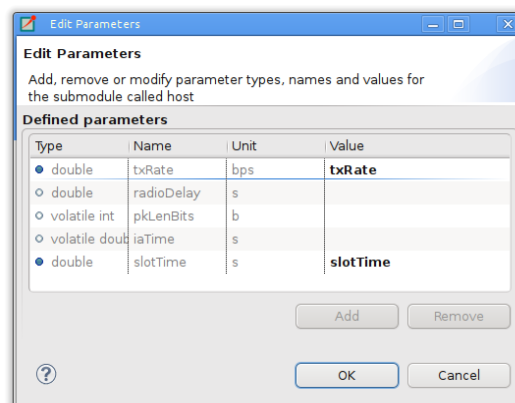 Edit Parameters
Edit Parameters
Add, remove or modify parameter types, names and values for
the submodule called host
Defined parameters
Type Name Unit Value
double txRate bps txRate
double radioDelay s
volatile int pkLenBits b
volatile doub iaTime s
double slotTime s slotTime
Add Remove
? OK Cancel